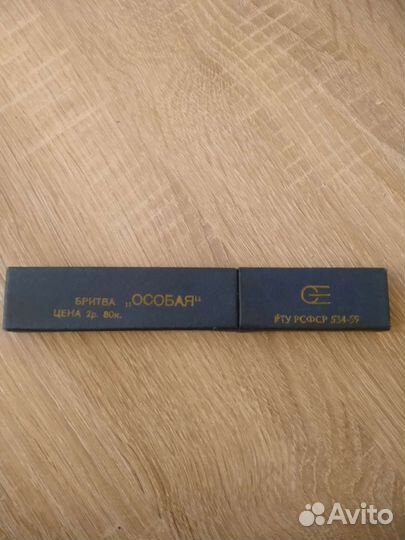 БРИТВА „ОСОБАЯ“
ЦЕНА 2р. 80к.
РТУ РСФСР 534-59
Avito